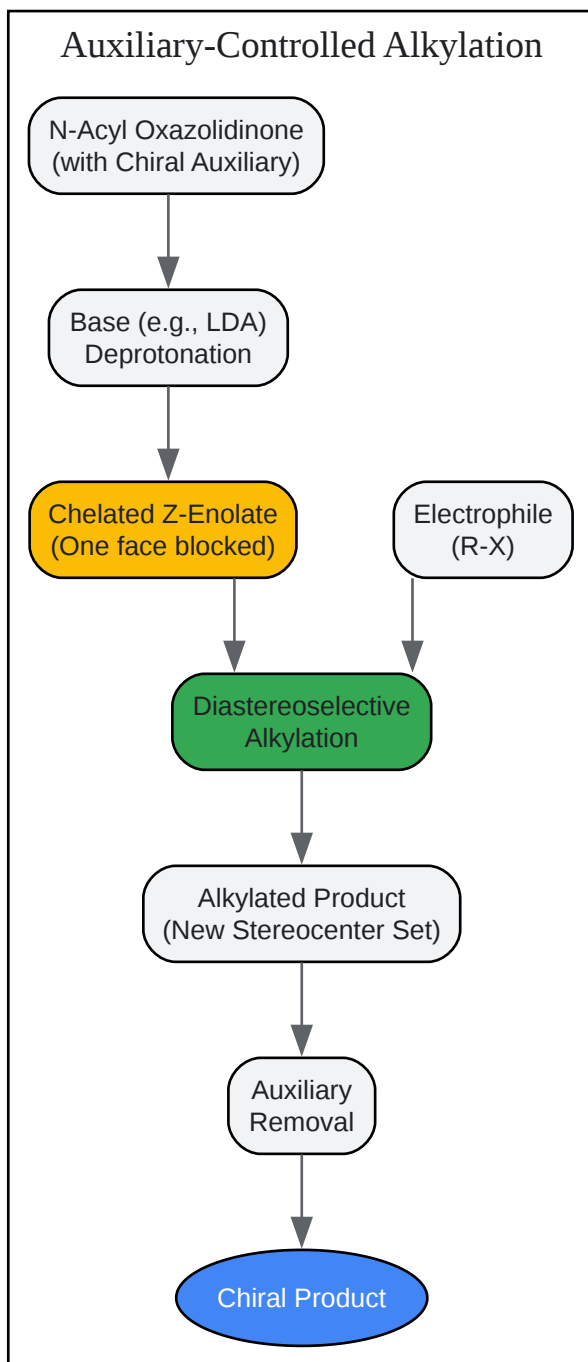 Auxiliary-Controlled Alkylation
N-Acyl Oxazolidinone
(with Chiral Auxiliary)
Base (e.g., LDA)
Deprotonation
Chelated Z-Enolate
(One face blocked)
Electrophile
(R-X)
Diastereoselective
Alkylation
Alkylated Product
(New Stereocenter Set)
Auxiliary
Removal
Chiral Product